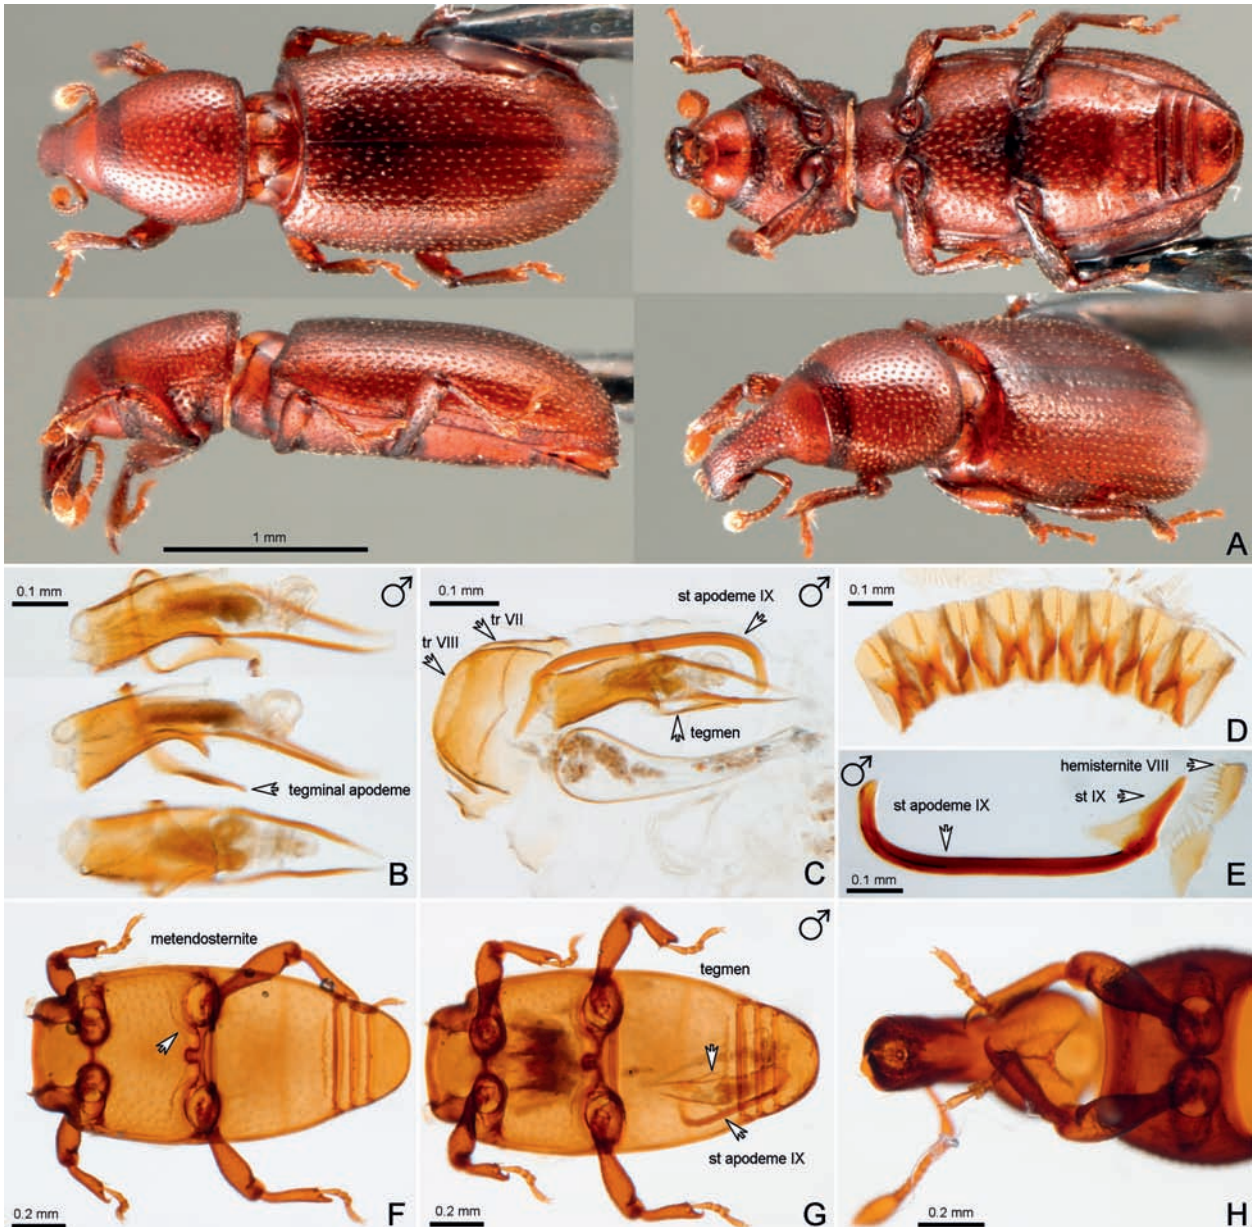 1 mm
A
0.1 mm
♂
tegminal apodeme
B
0.1 mm
♂
st apodeme IX
tr VII
tr VIII
tegmen
C
0.1 mm
D
♂
hemisternite VIII
st IX
st apodeme IX
0.1 mm
E
metendosternite
0.2 mm
F
♂
tegmen
st apodeme IX
0.2 mm
G
0.2 mm
H